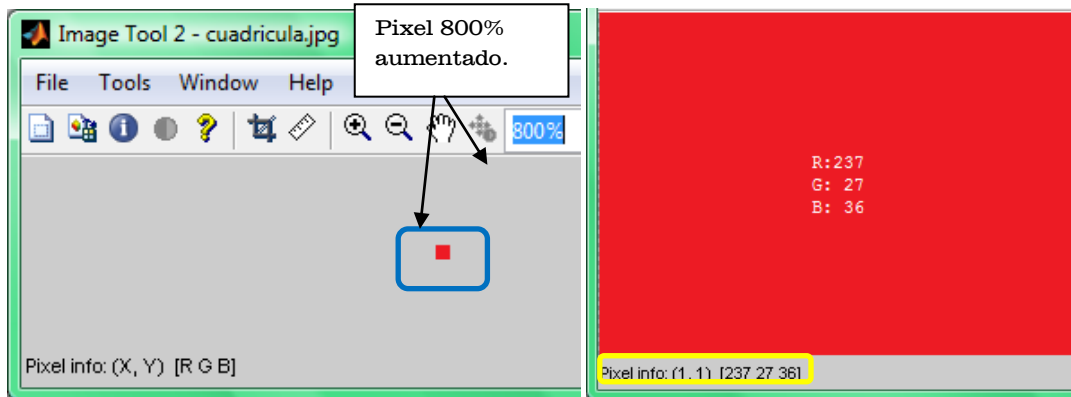 Image Tool 2 - cuadricula.jpg
Pixel 800%
aumentado.
File Tools Window Help
800%
Pixel info: (X, Y) [R G B]
R:237
G: 27
B: 36
Pixel info: (1, 1) [237 27 36]